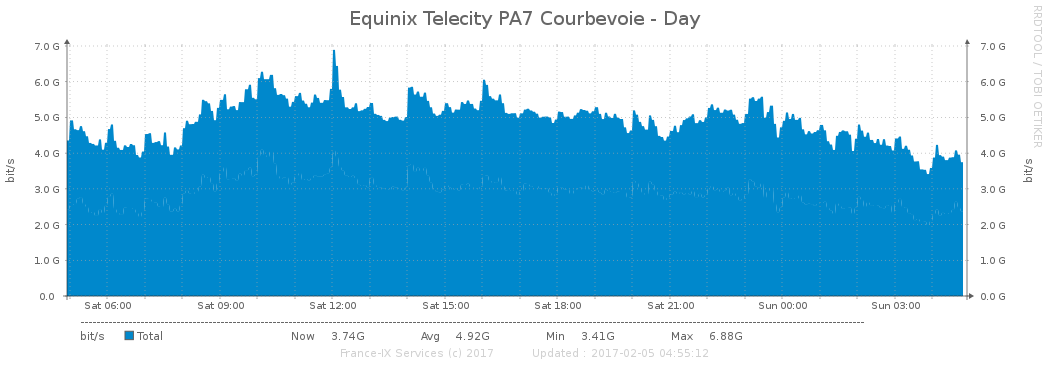 Equinix Telecity PA7 Courbevoie - Day
RRDTOOL / TOBI OETIKER
7.0 G 7.0 G
6.0 G 6.0 G
5.0 G 5.0 G
4.0 G 4.0 G
3.0 G 3.0 G
2.0 G 2.0 G
1.0 G 1.0 G
0.0 0.0 G
bit/s
bit/s
Sat 06:00 Sat 09:00 Sat 12:00 Sat 15:00 Sat 18:00 Sat 21:00 Sun 00:00 Sun 03:00
bit/s Total Now 3.74G Avg 4.92G Min 3.41G Max 6.88G
France-IX Services (c) 2017 Updated : 2017-02-05 04:55:12